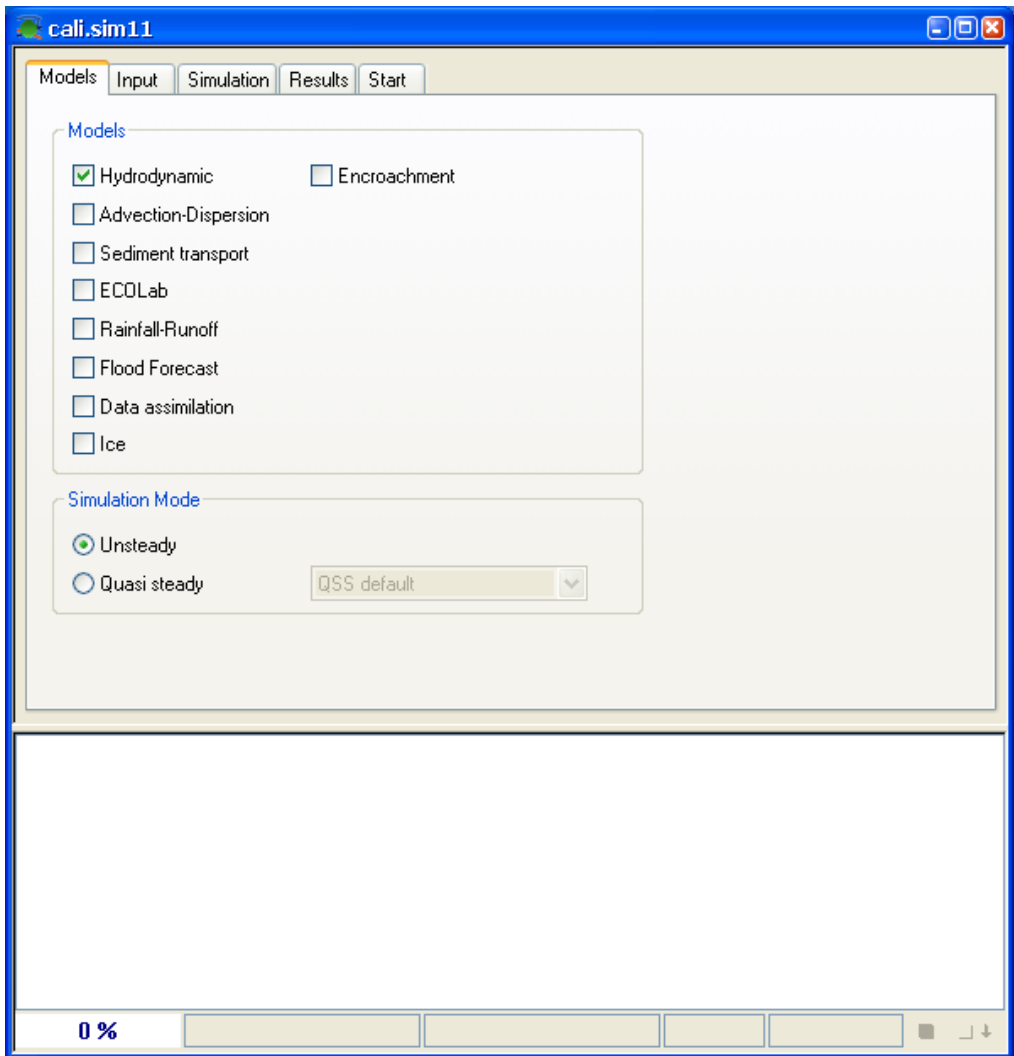 cali.sim11
Models Input Simulation Results Start
Models
Hydrodynamic Encroachment
Advection-Dispersion
Sediment transport
ECOLab
Rainfall-Runoff
Flood Forecast
Data assimilation
Ice
Simulation Mode
Unsteady
Quasi steady QSS default
0 %